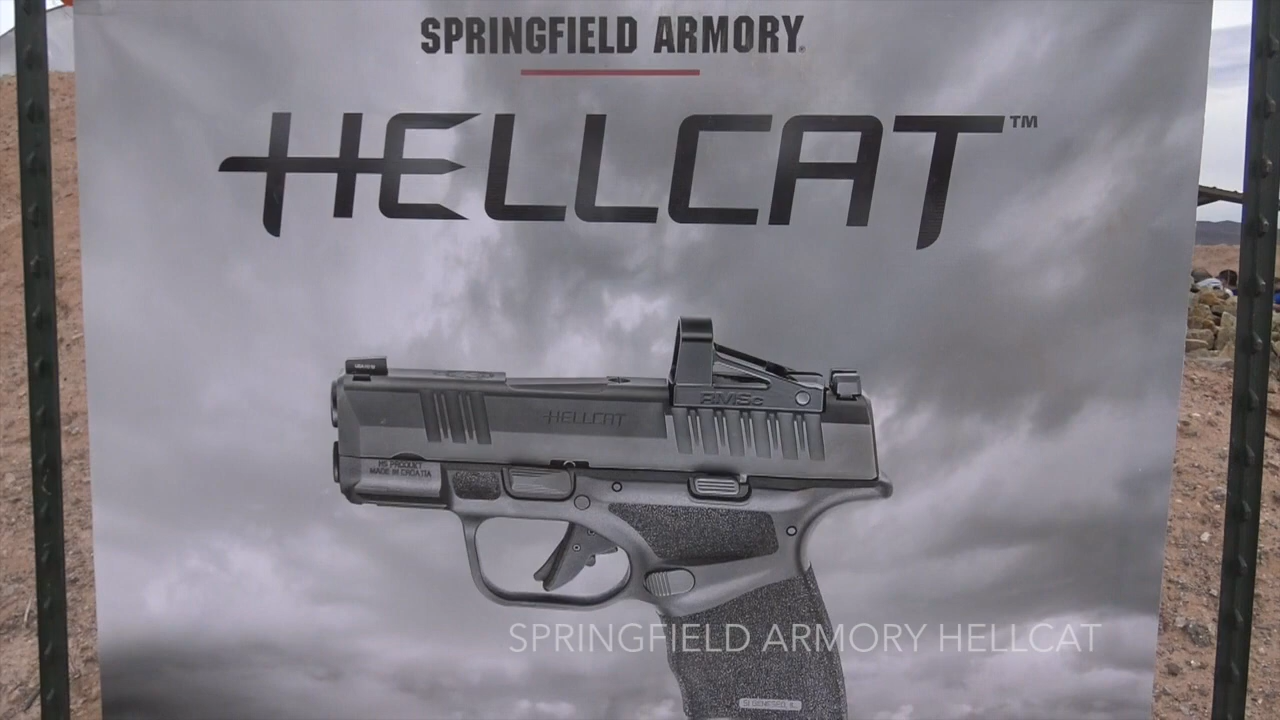 SPRINGFIELD ARMORY®
HELLCAT™
RMSc
HELLCAT
HS PRODUKT
MADE IN CROATIA
SPRINGFIELD ARMORY HELLCAT